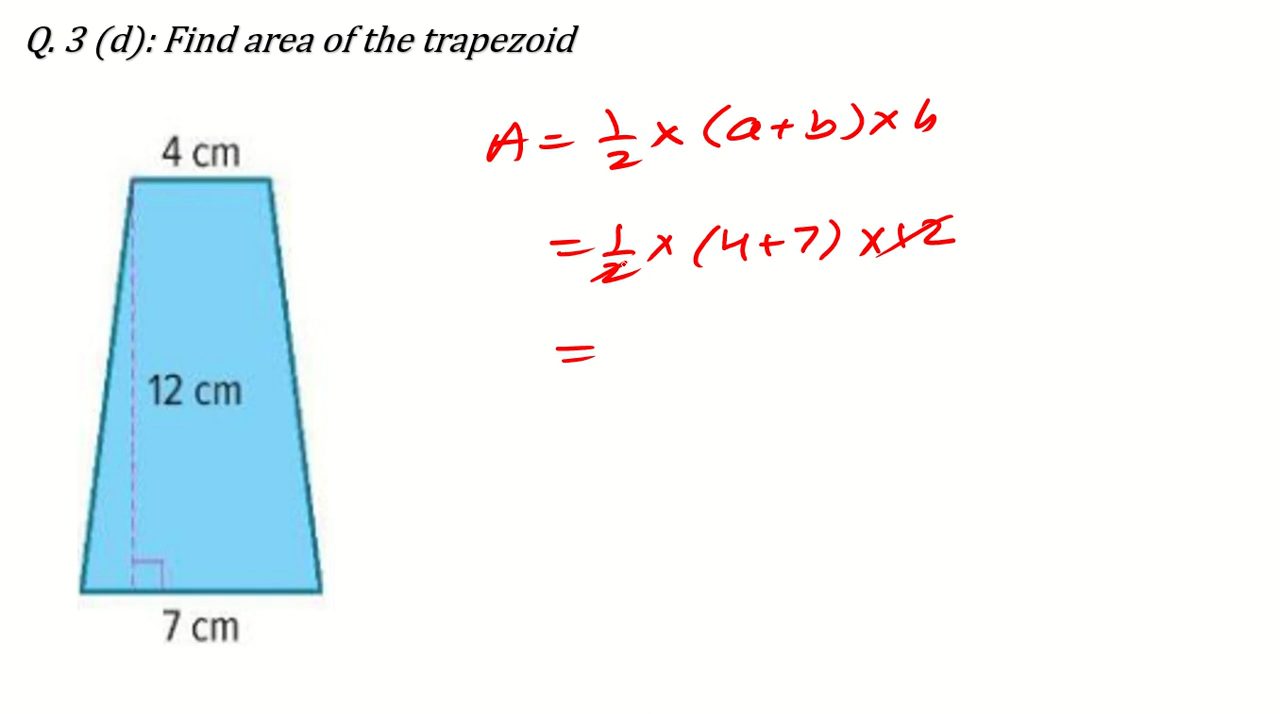 Q. 3 (d): Find area of the trapezoid
A = 1/2 × (a+b) × b
= 1/2 × (4+7) × 12
=
4 cm
12 cm
7 cm